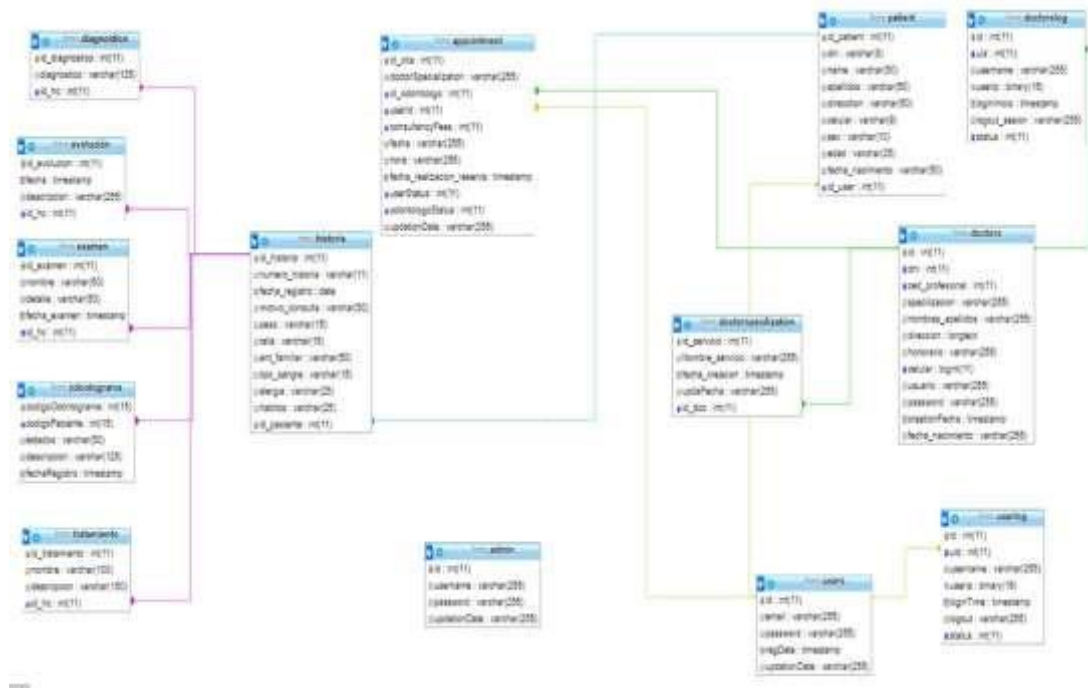 diagnostico
id_diagnostico : int(11)
diagnostico : varchar(125)
id_hc : int(11)
evolucion
id_evolucion : int(11)
fecha : timestamp
description : varchar(255)
id_hc : int(11)
examen
id_examen : int(11)
nombre : varchar(50)
detalle : varchar(50)
fecha_examen : timestamp
id_hc : int(11)
codigoOdontograma : int(15)
codigoPaciente : int(15)
estados : varchar(50)
description : varchar(125)
fechaRegistro : timestamp
tratamiento
id_tratamiento : int(11)
nombre : varchar(100)
description : varchar(150)
id_hc : int(11)
historia
id_historia : int(11)
numero_historia : varchar(11)
fecha_registro : date
motivo_consulta : varchar(50)
peso : varchar(15)
talla : varchar(15)
ant_familiar : varchar(50)
tipo_sangre : varchar(15)
alergia : varchar(25)
habitos : varchar(25)
id_paciente : int(11)
appointment
id_cita : int(11)
doctorSpecialization : varchar(255)
id_odontologo : int(11)
userId : int(11)
consultancyFees : int(11)
fecha : varchar(255)
hora : varchar(255)
fecha_realizacion_reserva : timestamp
userStatus : int(11)
odontologoStatus : int(11)
updationDate : varchar(255)
admin
id : int(11)
username : varchar(255)
password : varchar(255)
updationDate : varchar(255)
patient
id_patient : int(11)
dni : varchar(8)
name : varchar(50)
apellidos : varchar(50)
direccion : varchar(50)
celular : varchar(9)
sexo : varchar(10)
edad : varchar(25)
fecha_nacimiento : varchar(50)
id_user : int(11)
doctorslog
id : int(11)
uid : int(11)
username : varchar(255)
userip : binary(16)
loginInicio : timestamp
logout_sesion : varchar(255)
status : int(11)
doctors
id : int(11)
dni : int(11)
ced_profesional : int(11)
specilization : varchar(255)
nombres_apellidos : varchar(255)
direccion : longtext
honorario : varchar(255)
celular : bigint(11)
usuario : varchar(255)
password : varchar(255)
creationFecha : timestamp
fecha_nacimiento : varchar(255)
doctorspecilization
id_servicio : int(11)
Nombre_servicio : varchar(255)
fecha_creacion : timestamp
updaFecha : varchar(255)
id_doc : int(11)
users
id : int(11)
email : varchar(255)
password : varchar(255)
regDate : timestamp
updationDate : varchar(255)
userlog
id : int(11)
uid : int(11)
username : varchar(255)
userip : binary(16)
loginTime : timestamp
logout : varchar(255)
status : int(11)